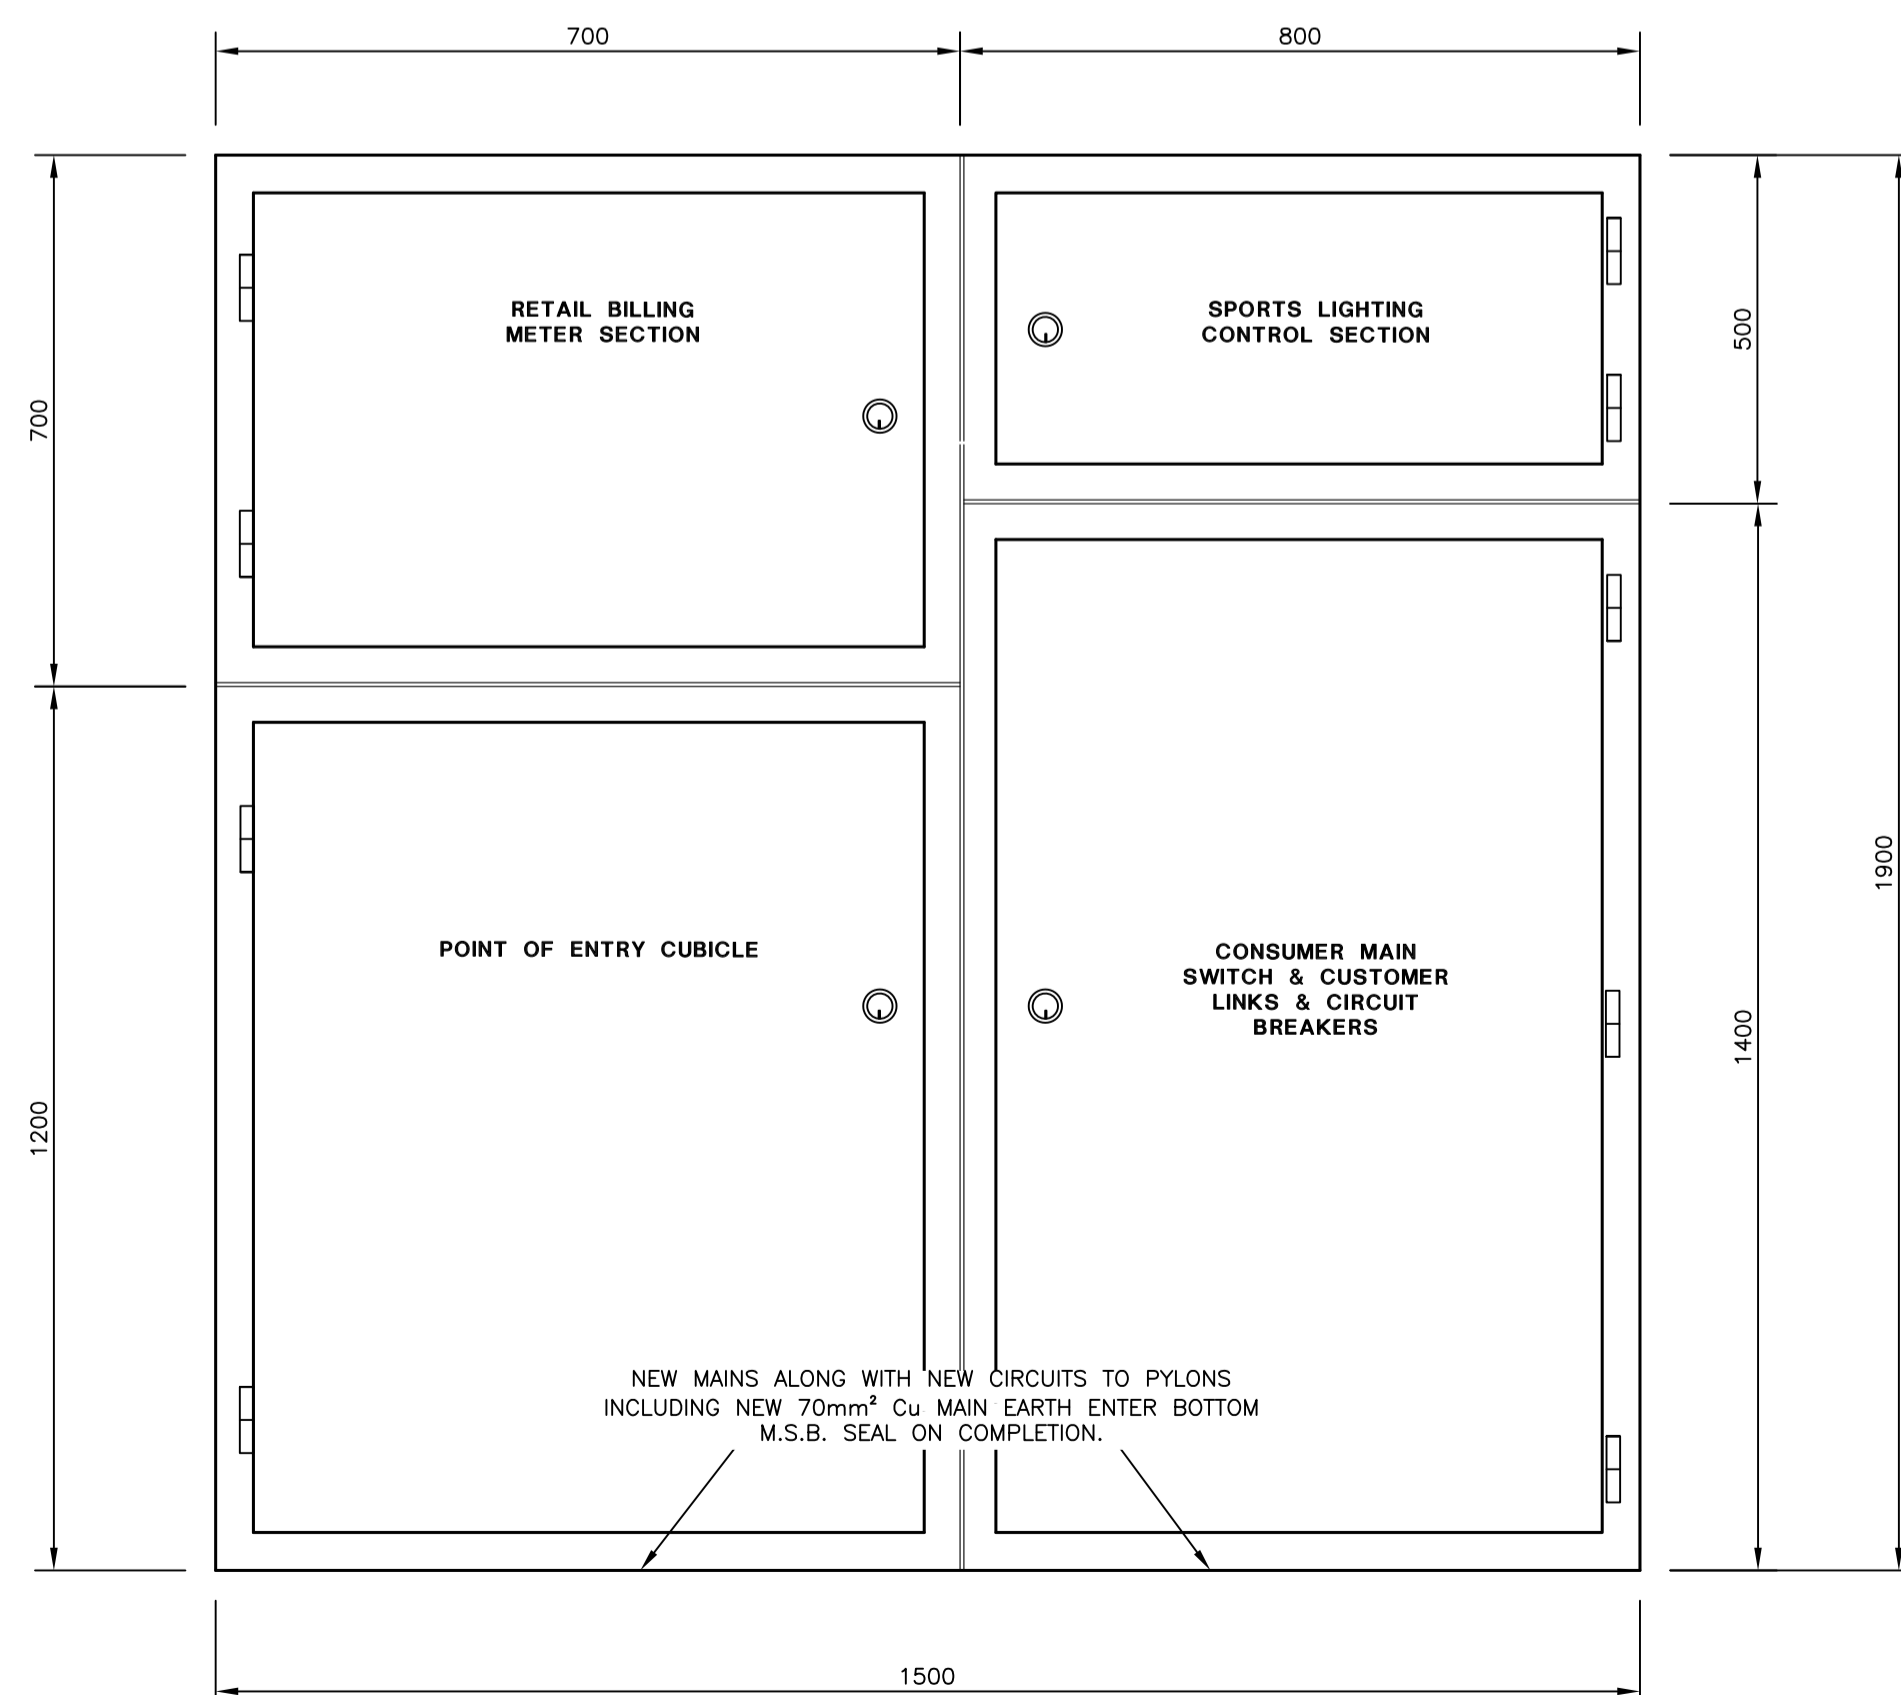 700
800
RETAIL BILLING
METER SECTION
SPORTS LIGHTING
CONTROL SECTION
700
500
1900
POINT OF ENTRY CUBICLE
CONSUMER MAIN
SWITCH & CUSTOMER
LINKS & CIRCUIT
BREAKERS
1200
1400
NEW MAINS ALONG WITH NEW CIRCUITS TO PYLONS
INCLUDING NEW 70mm² Cu MAIN EARTH ENTER BOTTOM
M.S.B. SEAL ON COMPLETION.
1500